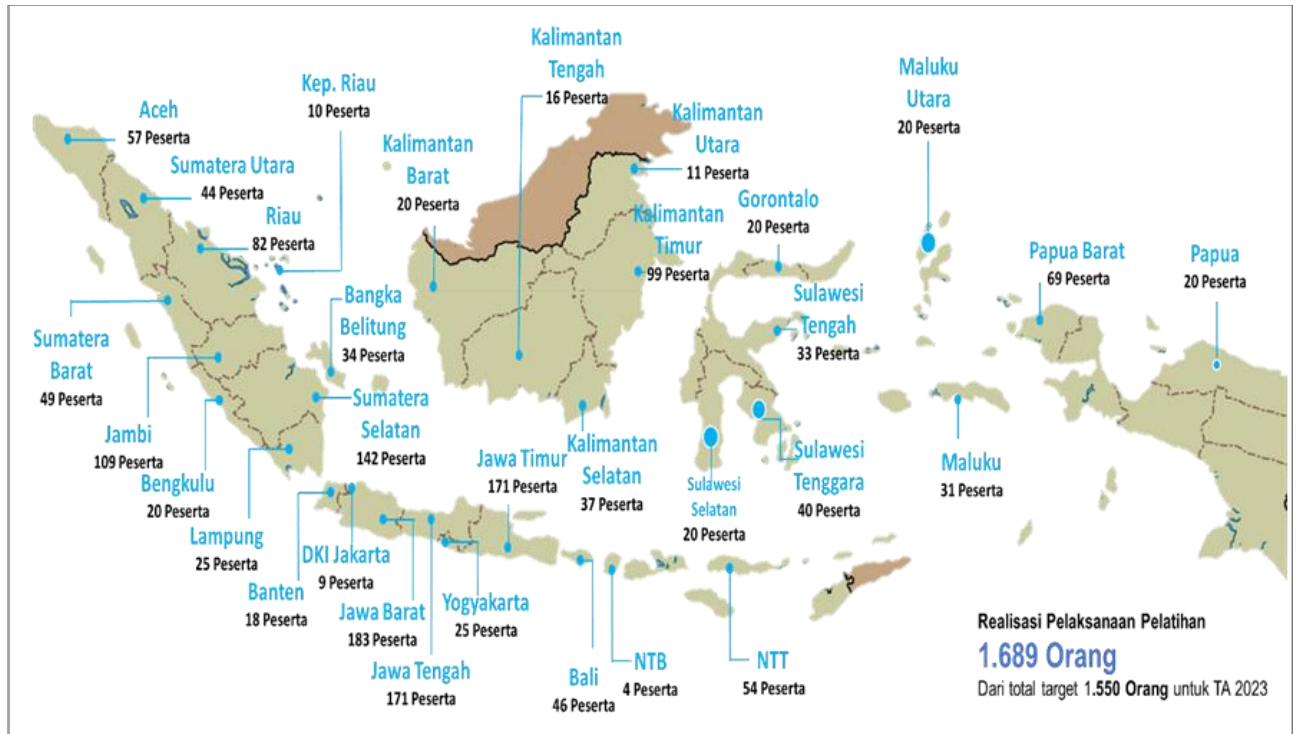 Aceh
57 Peserta
Sumatera Utara
44 Peserta
Riau
82 Peserta
Kep. Riau
10 Peserta
Sumatera
Barat
49 Peserta
Jambi
109 Peserta
Bengkulu
20 Peserta
Lampung
25 Peserta
Bangka
Belitung
34 Peserta
Sumatera
Selatan
142 Peserta
Banten
18 Peserta
DKI Jakarta
9 Peserta
Jawa Barat
183 Peserta
Jawa Tengah
171 Peserta
Yogyakarta
25 Peserta
Jawa Timur
171 Peserta
Kalimantan
Barat
20 Peserta
Kalimantan
Tengah
16 Peserta
Kalimantan
Utara
11 Peserta
Kalimantan
Timur
99 Peserta
Kalimantan
Selatan
37 Peserta
Gorontalo
20 Peserta
Sulawesi
Tengah
33 Peserta
Sulawesi
Selatan
20 Peserta
Sulawesi
Tenggara
40 Peserta
Bali
46 Peserta
NTB
4 Peserta
NTT
54 Peserta
Maluku
Utara
20 Peserta
Maluku
31 Peserta
Papua Barat
69 Peserta
Papua
20 Peserta
Realisasi Pelaksanaan Pelatihan
1.689 Orang
Dari total target 1.550 Orang untuk TA 2023